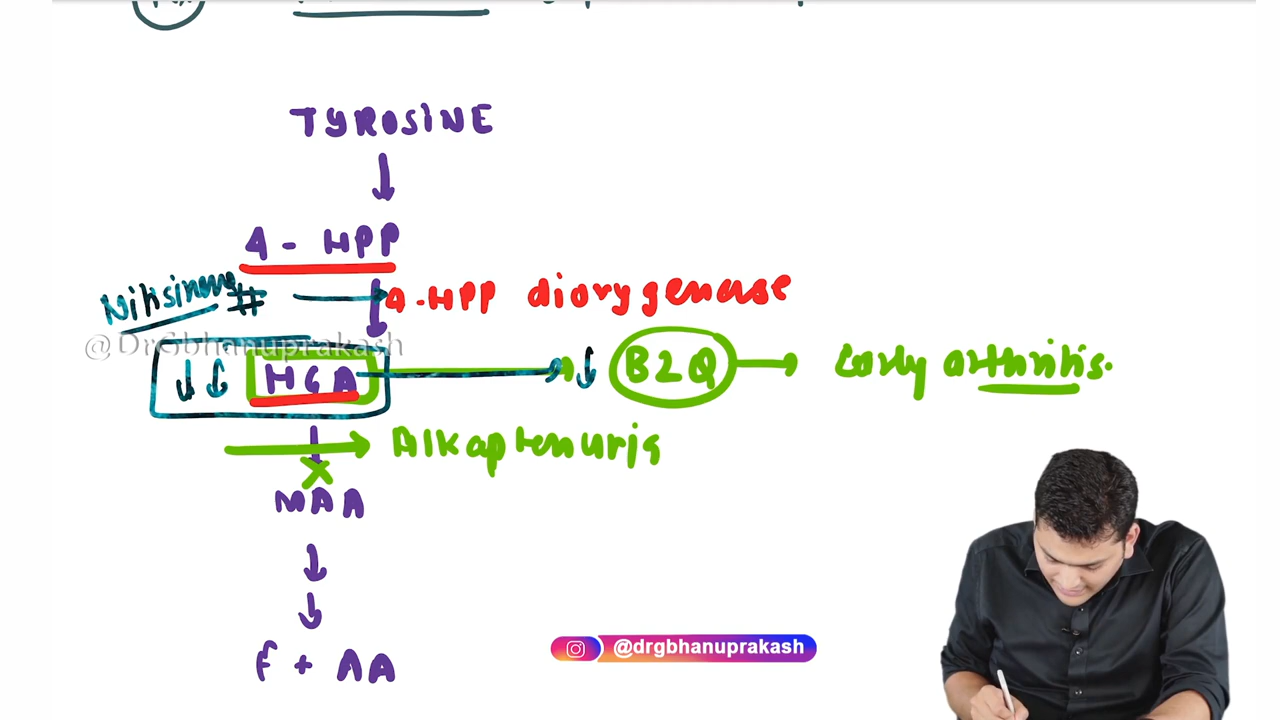 TYROSINE
↓
4 - HPP
Nitisinone # → 4-HPP dioxygenase
@DrGbhanuprakash
↓↓ HGA → ↓ B2Q → Early arthritis.
→ Alkaptonuria
X
MAA
↓
↓
F + AA
@drgbhanuprakash